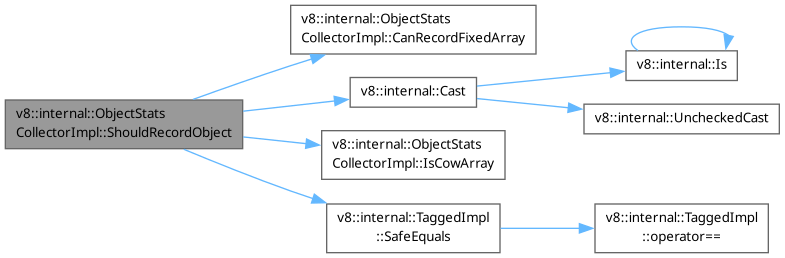 v8::internal::ObjectStats
CollectorImpl::ShouldRecordObject
v8::internal::ObjectStats
CollectorImpl::CanRecordFixedArray
v8::internal::Cast
v8::internal::Is
v8::internal::UncheckedCast
v8::internal::ObjectStats
CollectorImpl::IsCowArray
v8::internal::TaggedImpl
::SafeEquals
v8::internal::TaggedImpl
::operator==